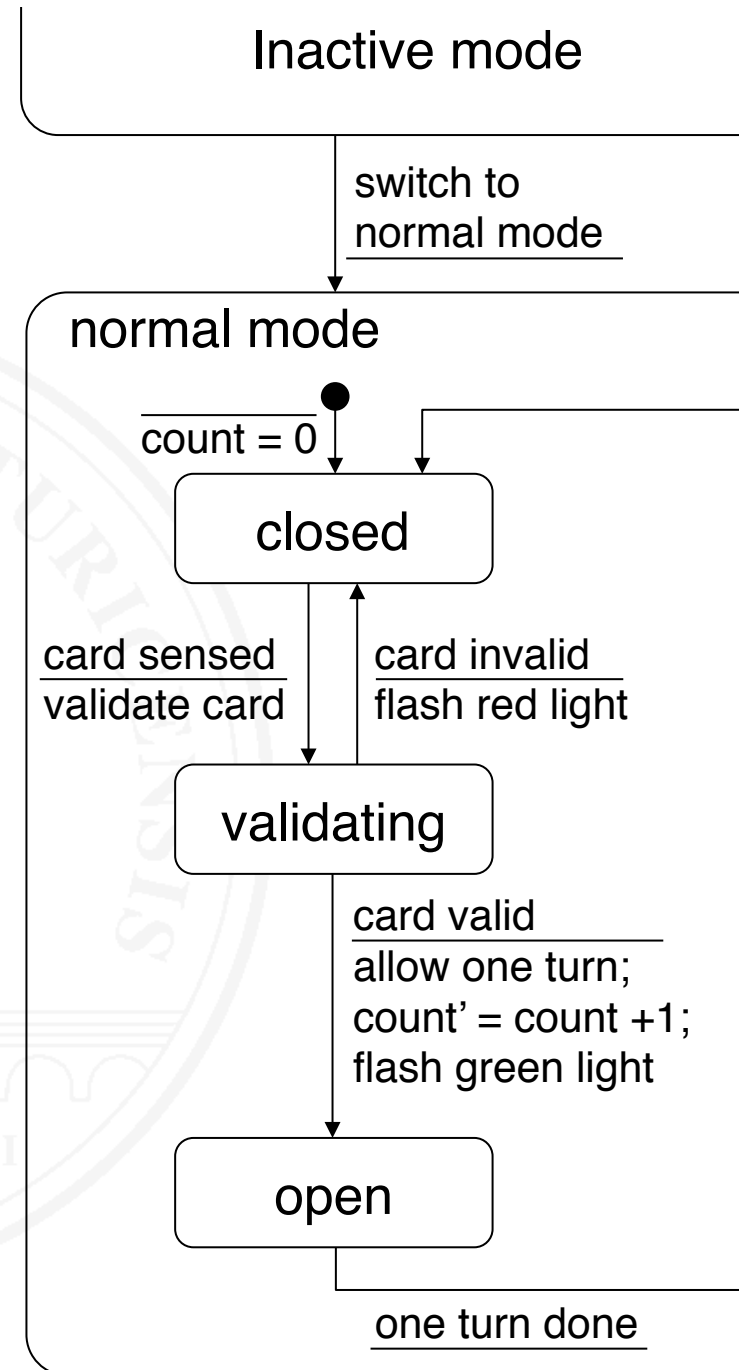 Inactive mode
switch to
normal mode
normal mode
count = 0
closed
card sensed
validate card
card invalid
flash red light
validating
card valid
allow one turn;
count’ = count +1;
flash green light
open
one turn done